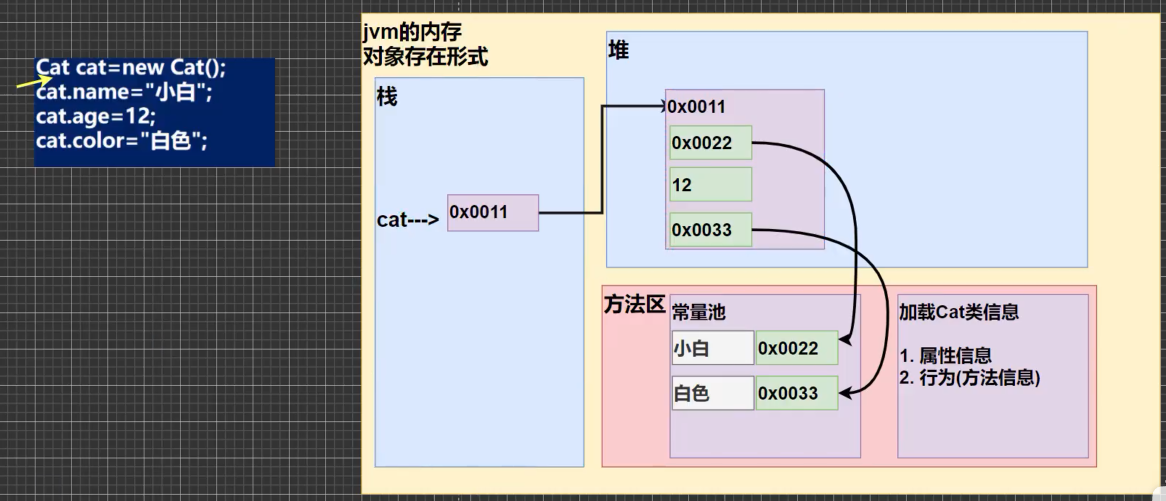 Cat cat=new Cat();
cat.name="小白";
cat.age=12;
cat.color="白色";
jvm的内存
对象存在形式
栈
cat--->
0x0011
堆
0x0011
0x0022
12
0x0033
方法区
常量池
小白 0x0022
白色 0x0033
加载Cat类信息
1. 属性信息
2. 行为(方法信息)